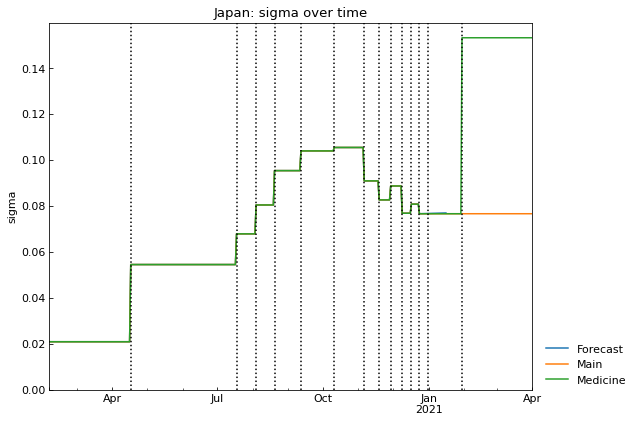 Japan: sigma over time
0.14
0.12
0.10
0.08
0.06
0.04
0.02
0.00
sigma
Apr
Jul
Oct
Jan
2021
Apr
Forecast
Main
Medicine